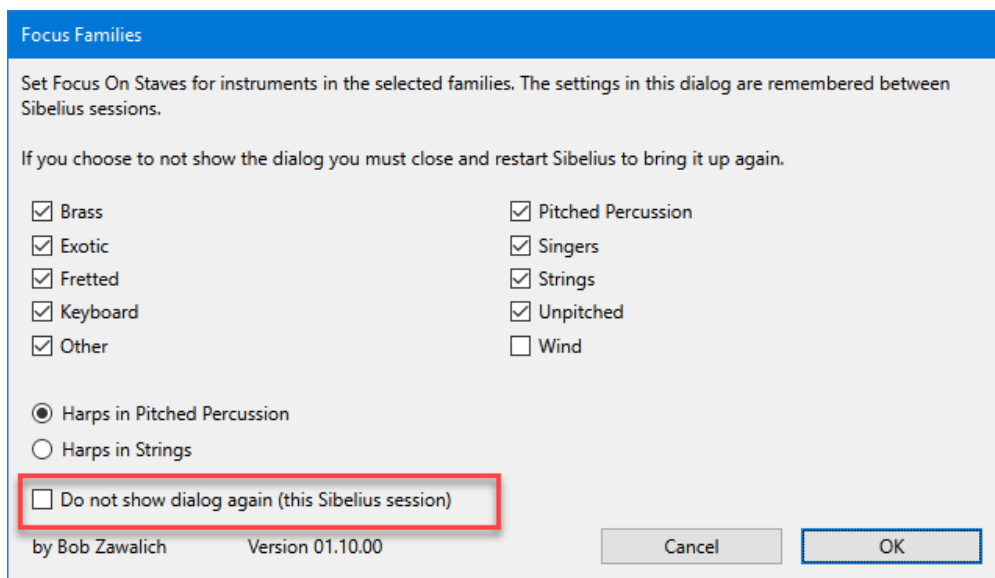 Focus Families
Set Focus On Staves for instruments in the selected families. The settings in this dialog are remembered between
Sibelius sessions.
If you choose to not show the dialog you must close and restart Sibelius to bring it up again.
Brass
Pitched Percussion
Exotic
Singers
Fretted
Strings
Keyboard
Unpitched
Other
Wind
Harps in Pitched Percussion
Harps in Strings
Do not show dialog again (this Sibelius session)
by Bob Zawalich
Version 01.10.00
Cancel
OK